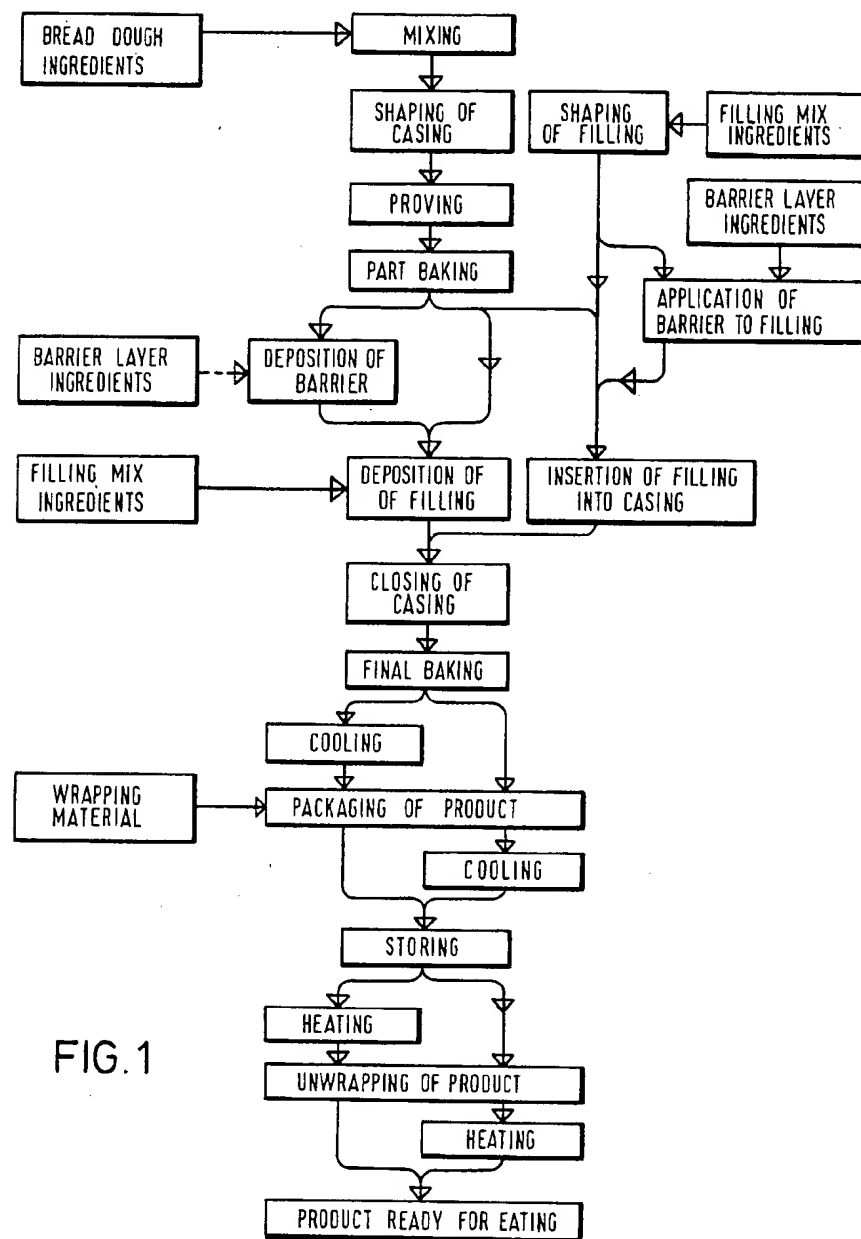 BREAD DOUGH
INGREDIENTS
MIXING
SHAPING OF
CASING
SHAPING
OF FILLING
FILLING MIX
INGREDIENTS
PROVING
BARRIER LAYER
INGREDIENTS
PART BAKING
APPLICATION OF
BARRIER TO FILLING
BARRIER LAYER
INGREDIENTS
DEPOSITION OF
BARRIER
FILLING MIX
INGREDIENTS
DEPOSITION OF
OF FILLING
INSERTION OF FILLING
INTO CASING
CLOSING OF
CASING
FINAL BAKING
COOLING
WRAPPING
MATERIAL
PACKAGING OF PRODUCT
COOLING
STORING
HEATING
FIG.1
UNWRAPPING OF PRODUCT
HEATING
PRODUCT READY FOR EATING